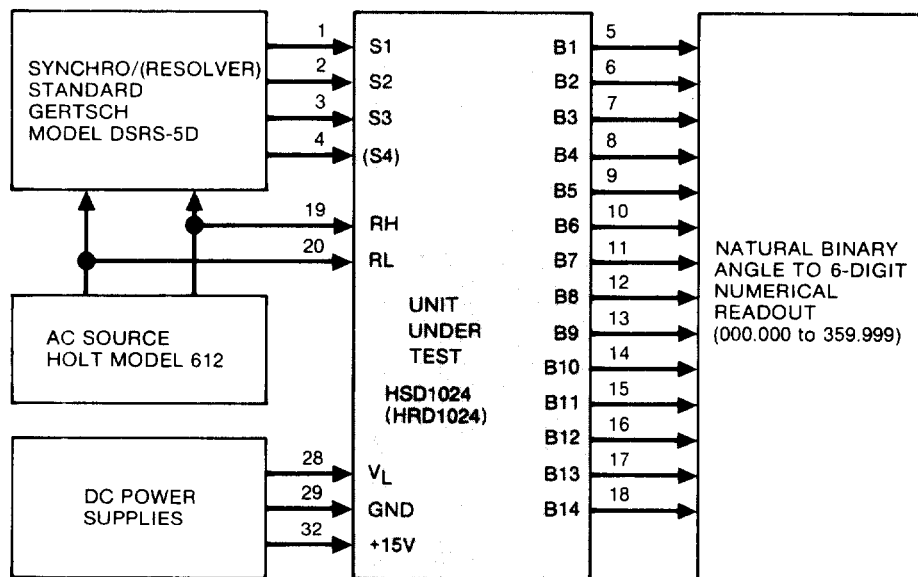 SYNCHRO/(RESOLVER)
STANDARD
GERTSCH
MODEL DSRS-5D
AC SOURCE
HOLT MODEL 612
DC POWER
SUPPLIES
1
2
3
4
19
20
28
29
32
S1
S2
S3
(S4)
RH
RL
UNIT
UNDER
TEST
HSD1024
(HRD1024)
VL
GND
+15V
B1
B2
B3
B4
B5
B6
B7
B8
B9
B10
B11
B12
B13
B14
5
6
7
8
9
10
11
12
13
14
15
16
17
18
NATURAL BINARY
ANGLE TO 6-DIGIT
NUMERICAL
READOUT
(000.000 to 359.999)